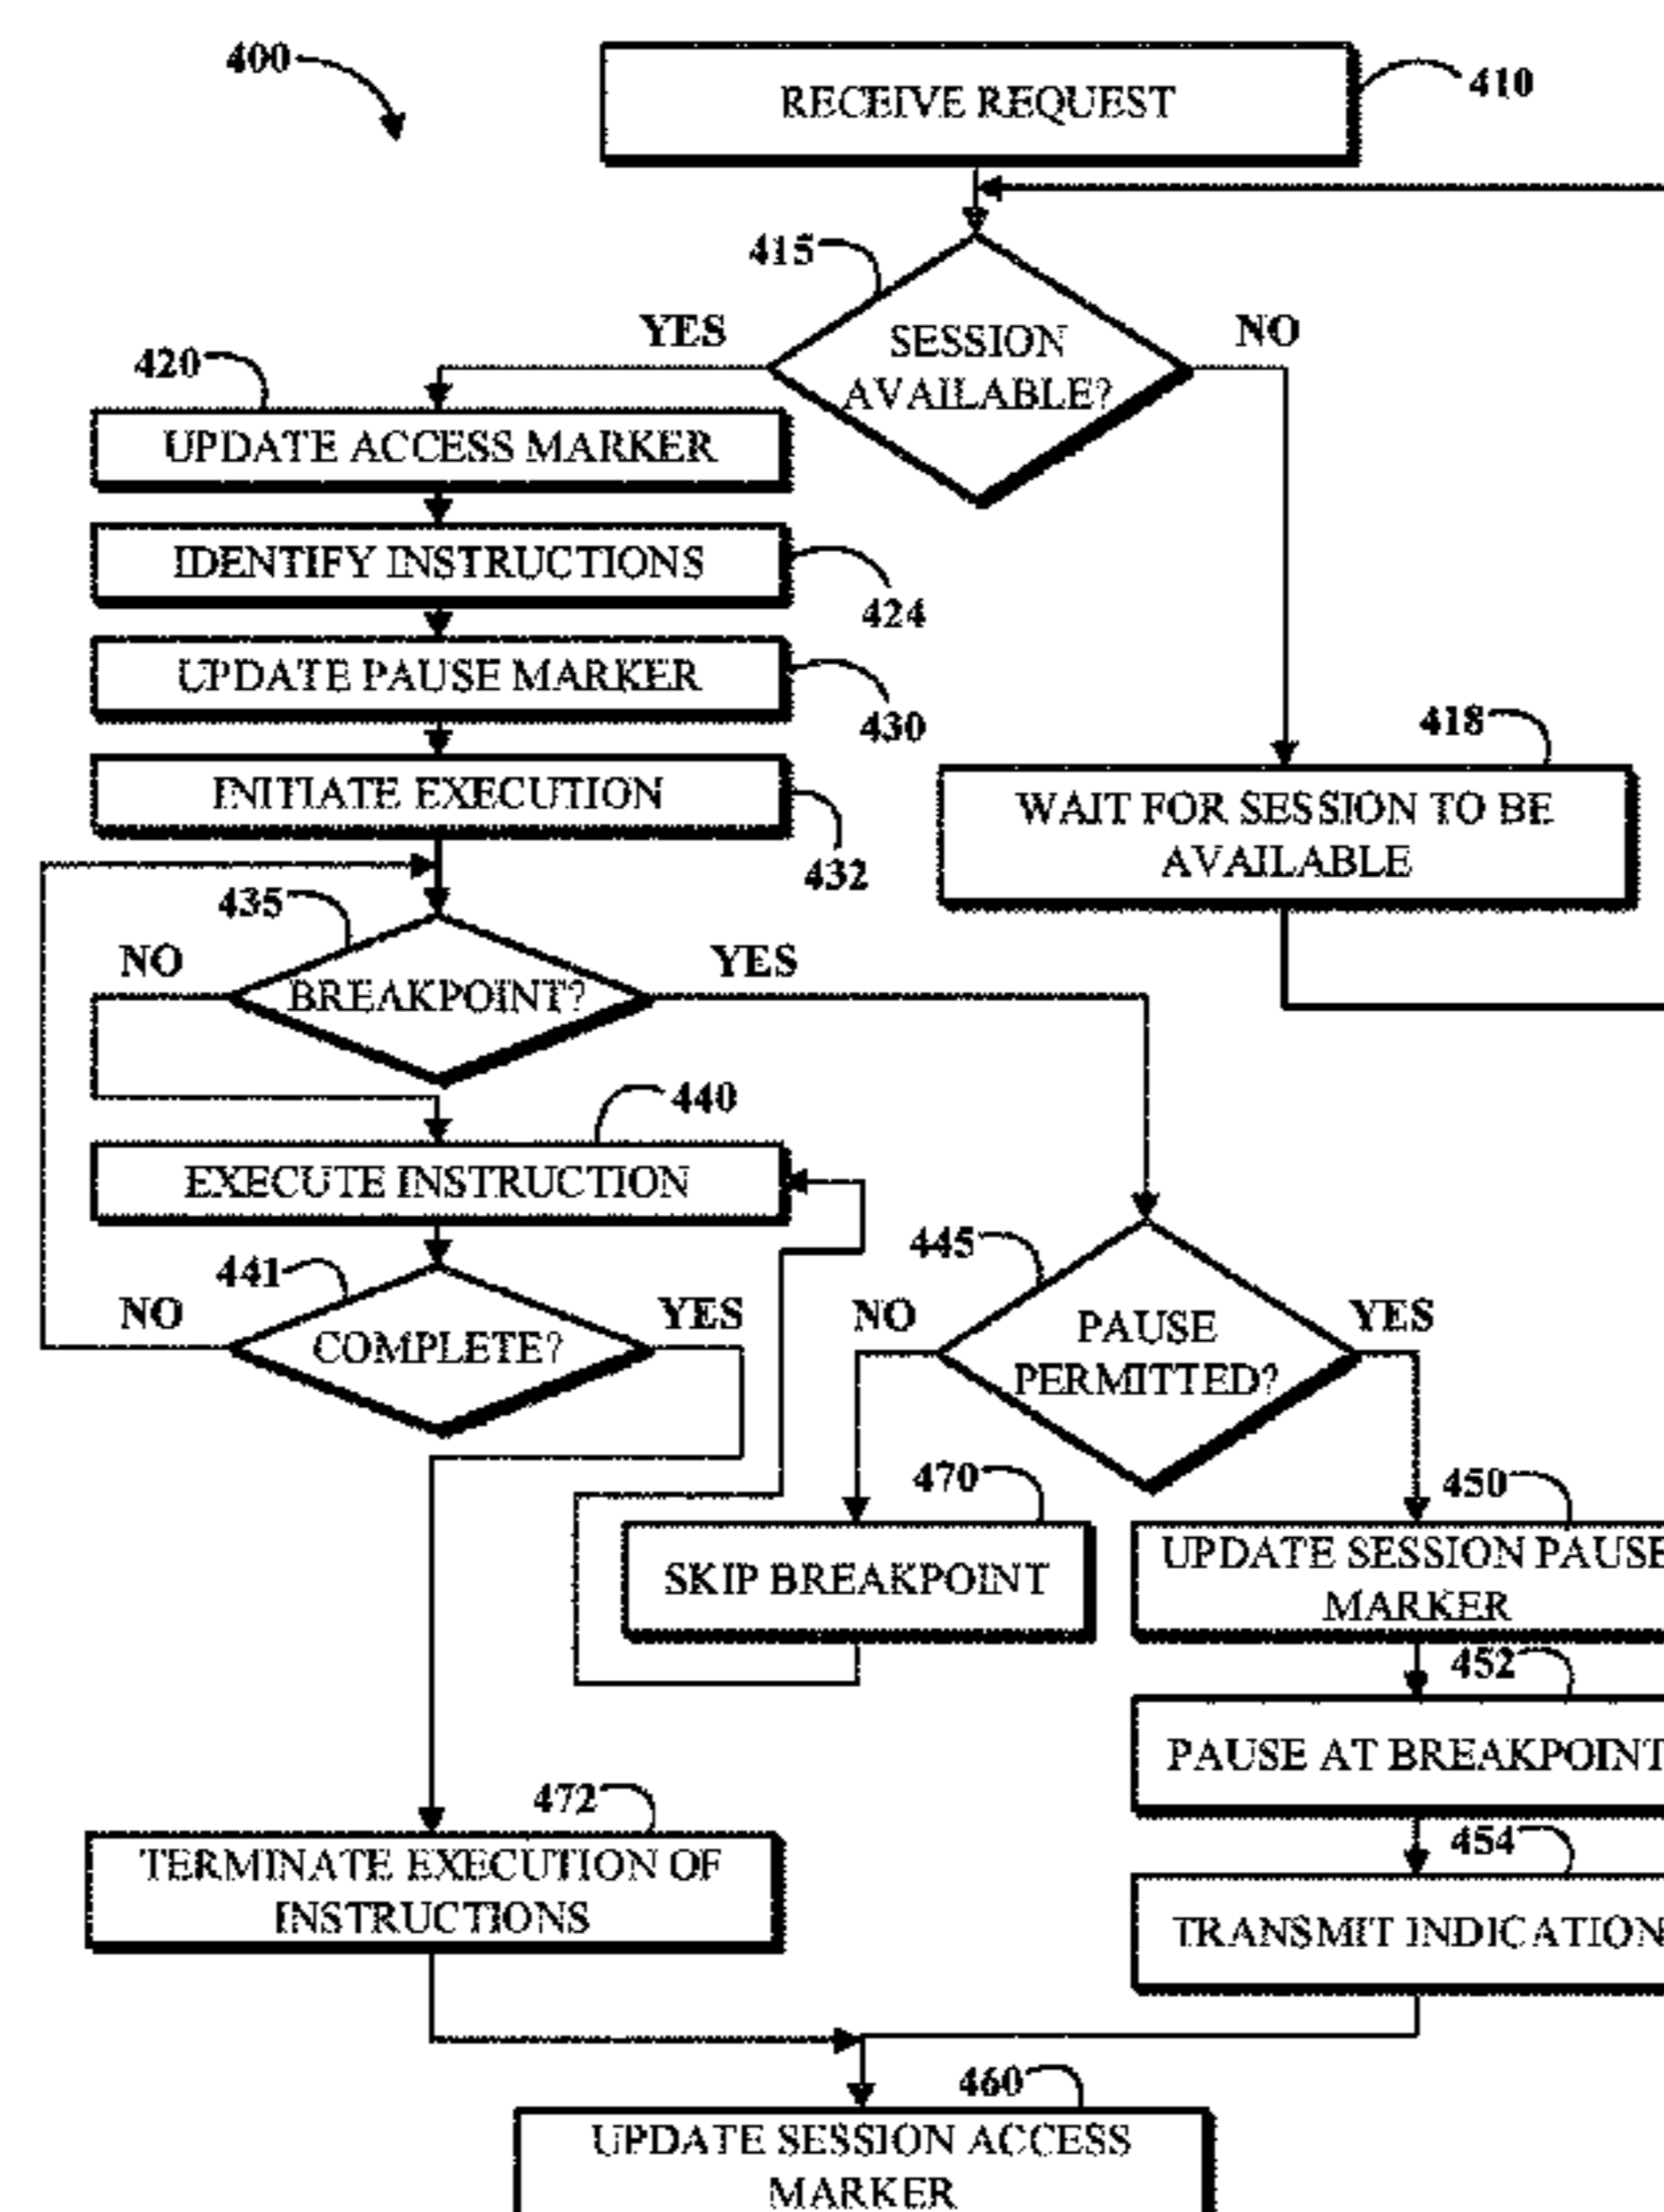 400
RECEIVE REQUEST
410
415
YES
SESSION
AVAILABLE?
NO
420
UPDATE ACCESS MARKER
IDENTIFY INSTRUCTIONS
424
UPDATE PAUSE MARKER
430
418
INITIATE EXECUTION
432
WAIT FOR SESSION TO BE
AVAILABLE
435
NO
BREAKPOINT?
YES
440
EXECUTE INSTRUCTION
441
NO
COMPLETE?
YES
445
NO
PAUSE
PERMITTED?
YES
470
SKIP BREAKPOINT
450
UPDATE SESSION PAUSE
MARKER
452
PAUSE AT BREAKPOINT
454
TRANSMIT INDICATION
472
TERMINATE EXECUTION OF
INSTRUCTIONS
460
UPDATE SESSION ACCESS
MARKER